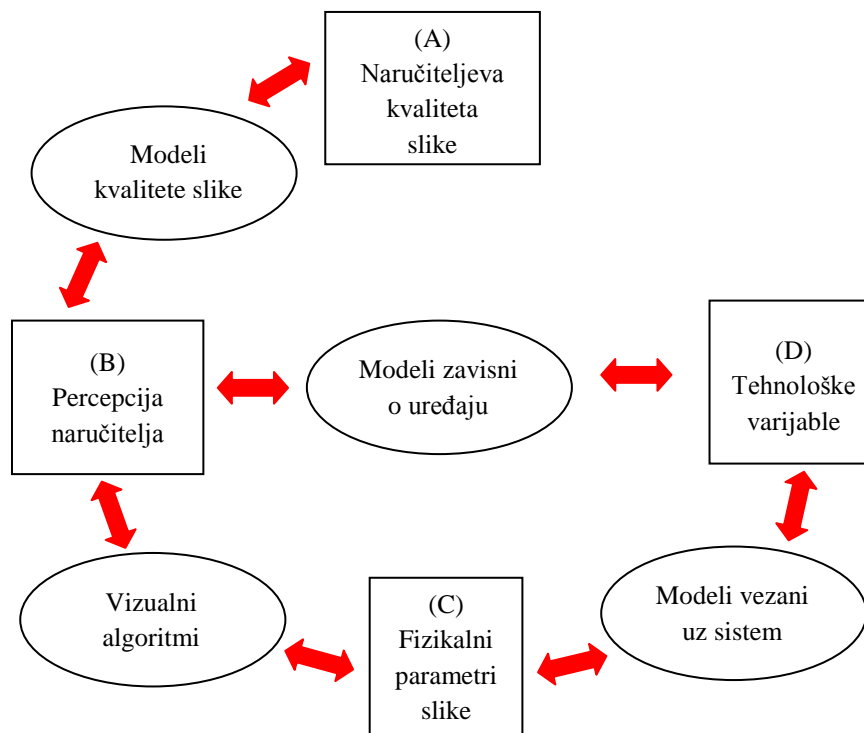 (A)
Naručiteljeva
kvaliteta
slike
Modeli
kvalitete slike
(B)
Percepcija
naručitelja
Modeli zavisni
o uređaju
(D)
Tehnološke
varijable
Vizualni
algoritmi
(C)
Fizikalni
parametri
slike
Modeli vezani
uz sistem